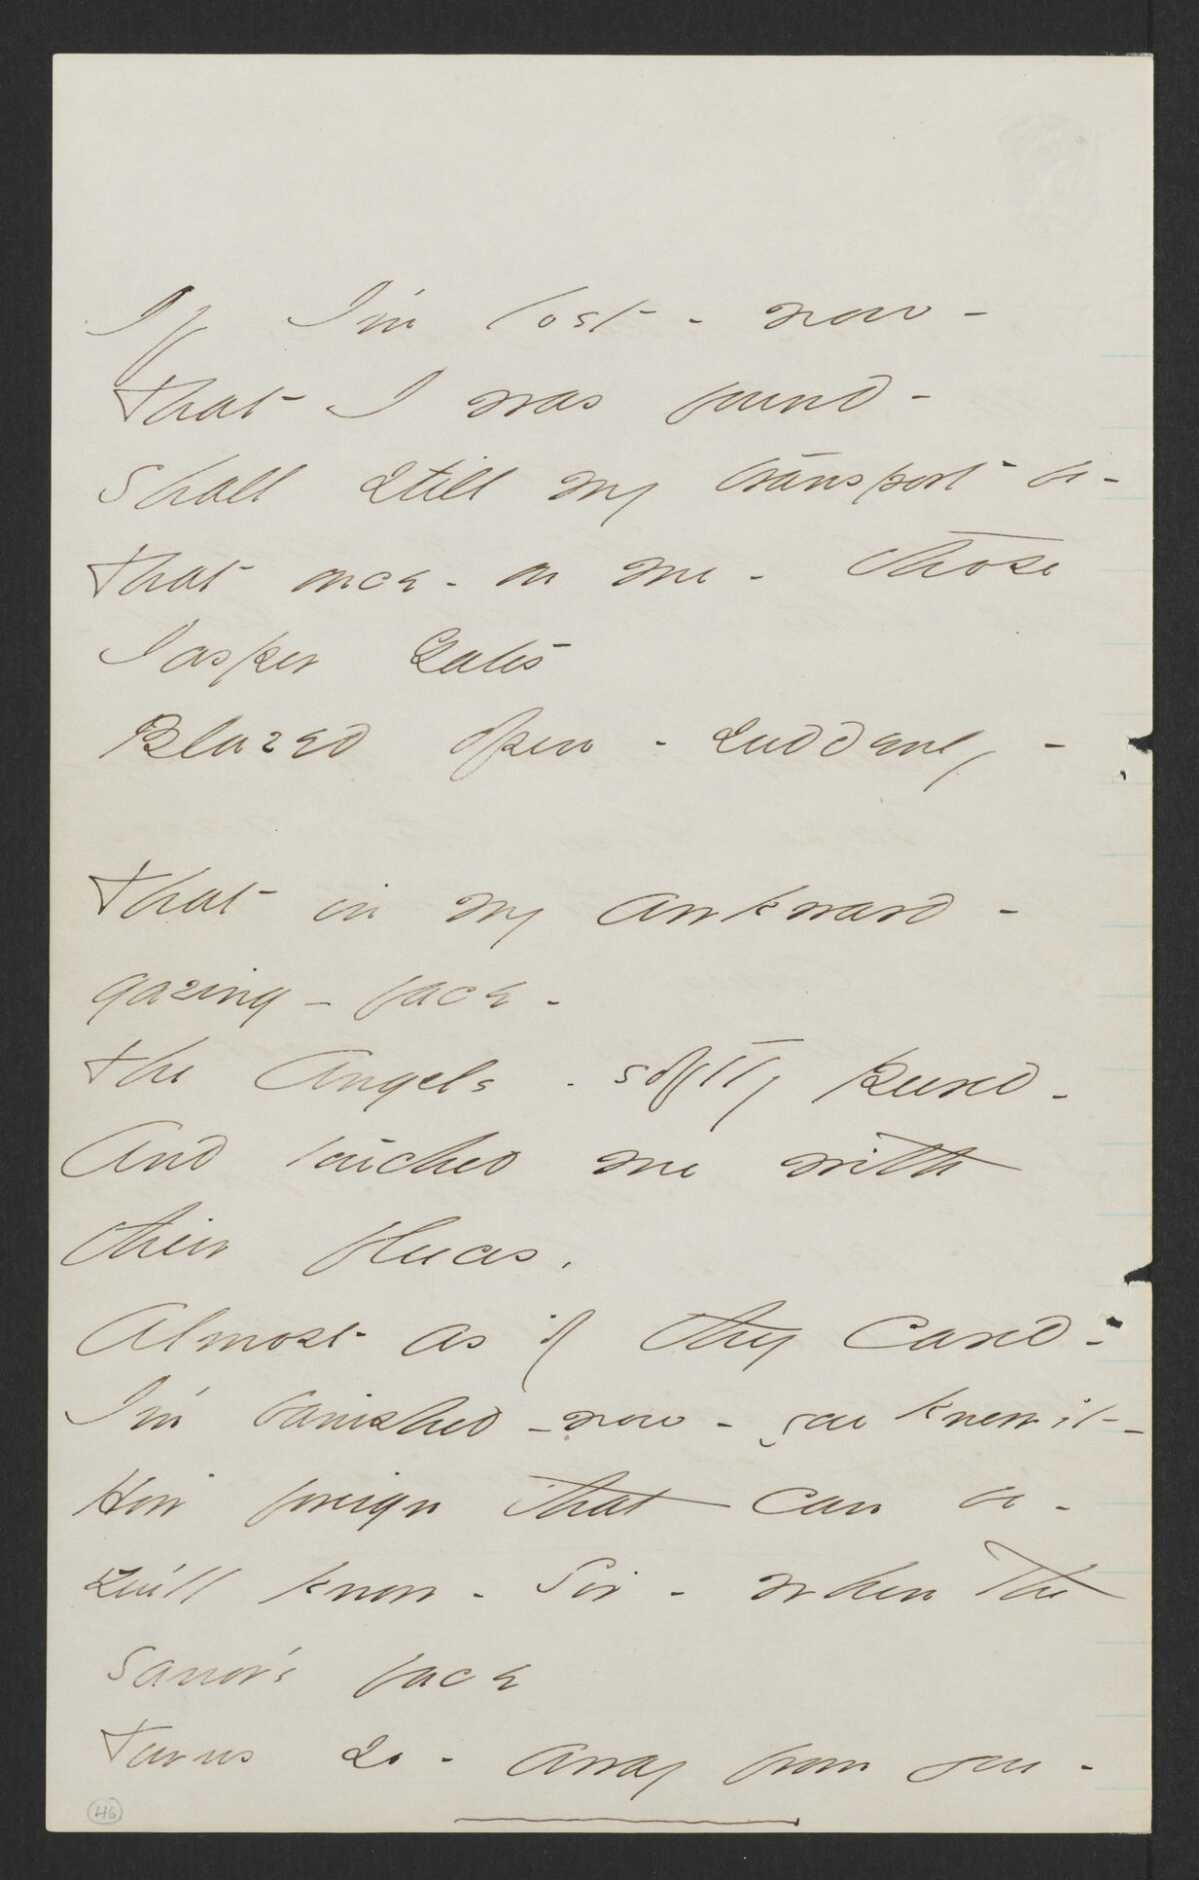 If I'm lost - now -
that I was found -
Shall still my transport be -
that once - on me - those
Jasper Gates
Blazed open - suddenly -
That in my awkward -
gazing - face -
the Angels - softly peered -
And touched me with
their fleeces,
Almost as if they cared -
I'm banished - now - you know it -
How foreign that can be -
You'll know - Sir - when the
Savior's face
Turns so - away from you -
46